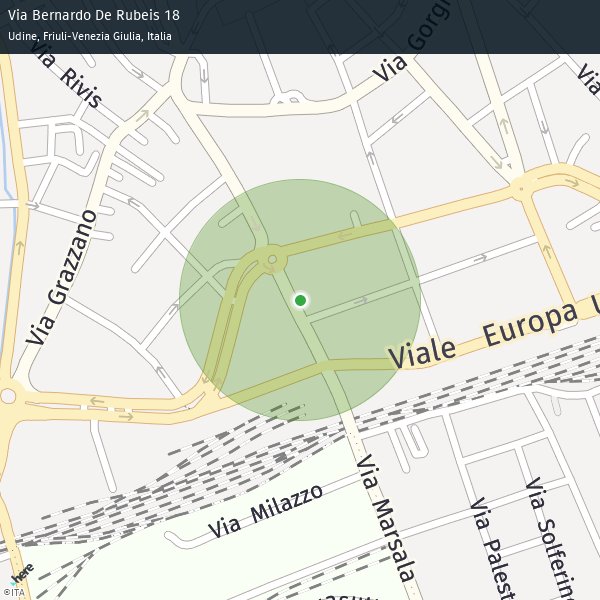 Via Bernardo De Rubeis 18
Udine, Friuli-Venezia Giulia, Italia
Via Rivis
Via Gorgh
Via Grazzano
Viale Europa
Via Milazzo
Via Marsala
Via Palest
Via Solferin
here
©ITA